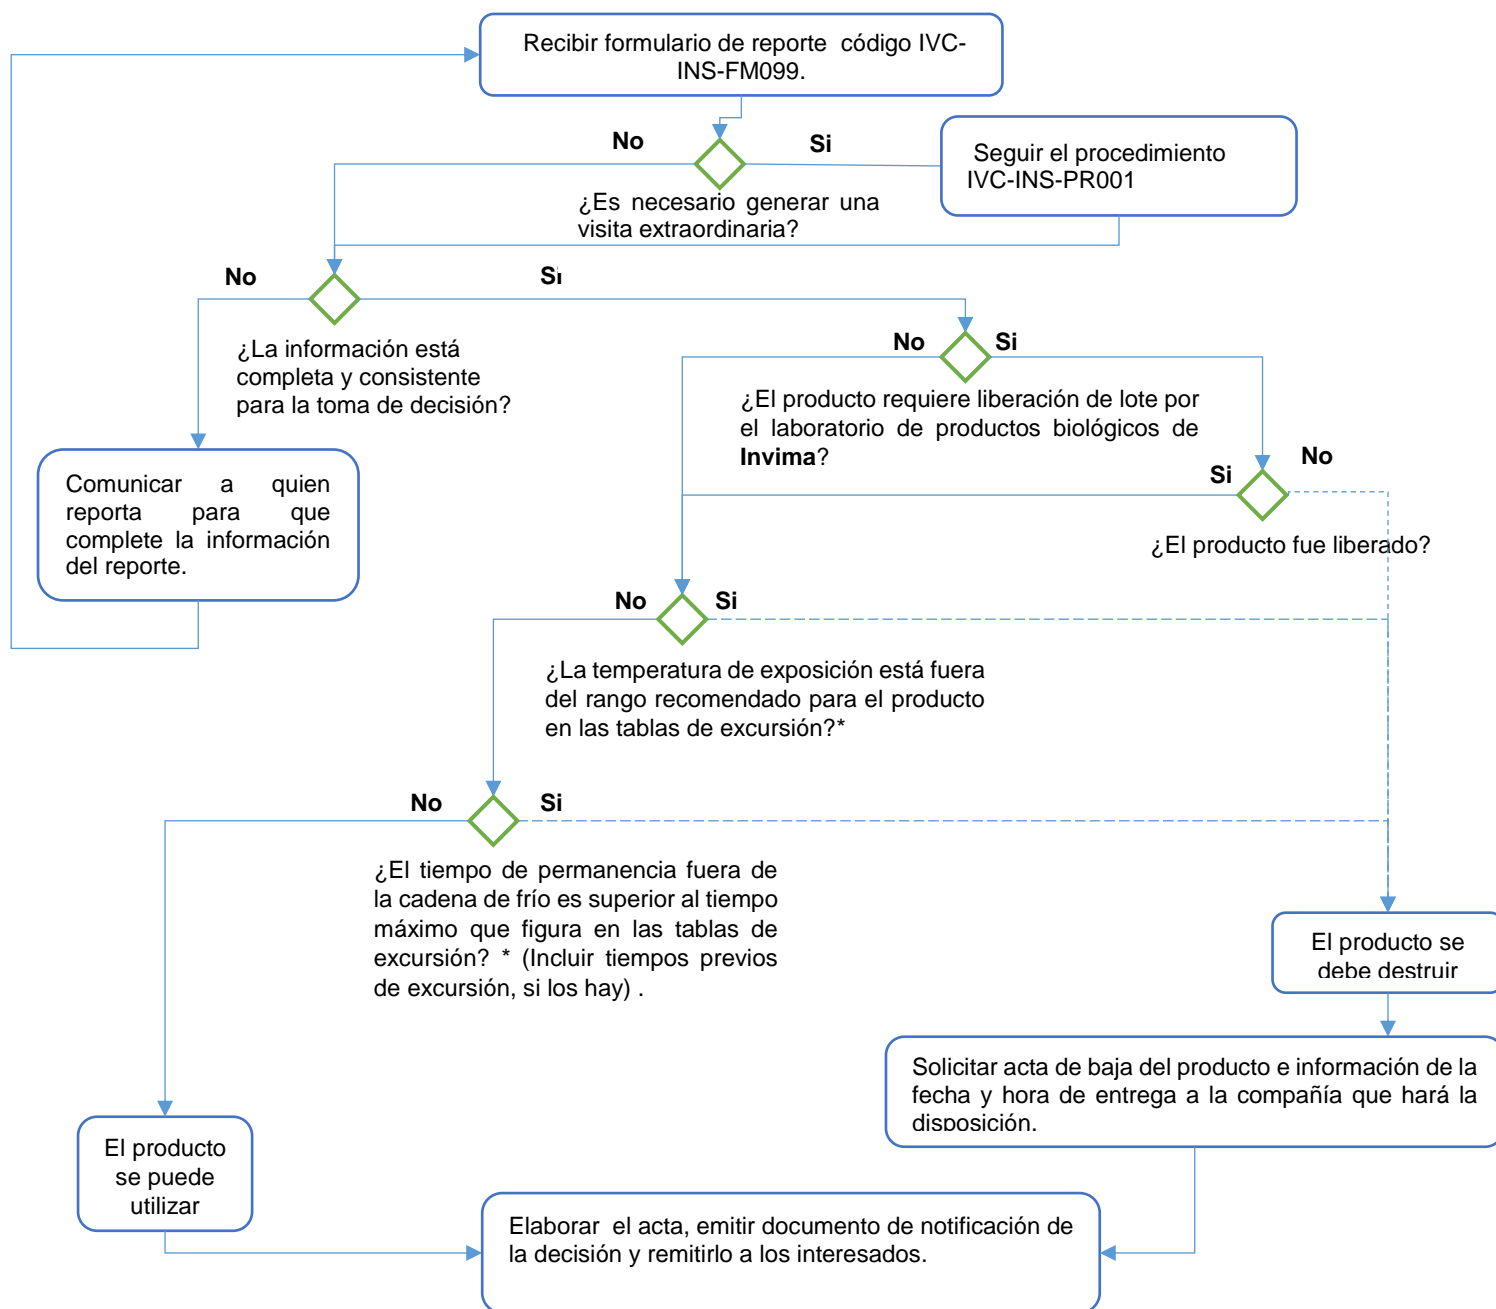 Recibir formulario de reporte código IVC-
INS-FM099.
No
Si
Seguir el procedimiento
IVC-INS-PR001
¿Es necesario generar una
visita extraordinaria?
No
Si
¿La información está
completa y consistente
para la toma de decisión?
No
Si
¿El producto requiere liberación de lote por
el laboratorio de productos biológicos de
Invima?
Si
No
¿El producto fue liberado?
Comunicar a quien
reporta para que
complete la información
del reporte.
No
Si
¿La temperatura de exposición está fuera
del rango recomendado para el producto
en las tablas de excursión?*
No
Si
¿El tiempo de permanencia fuera de
la cadena de frío es superior al tiempo
máximo que figura en las tablas de
excursión? * (Incluir tiempos previos
de excursión, si los hay) .
El producto se
debe destruir
Solicitar acta de baja del producto e información de la
fecha y hora de entrega a la compañía que hará la
disposición.
El producto
se puede
utilizar
Elaborar el acta, emitir documento de notificación de
la decisión y remitirlo a los interesados.